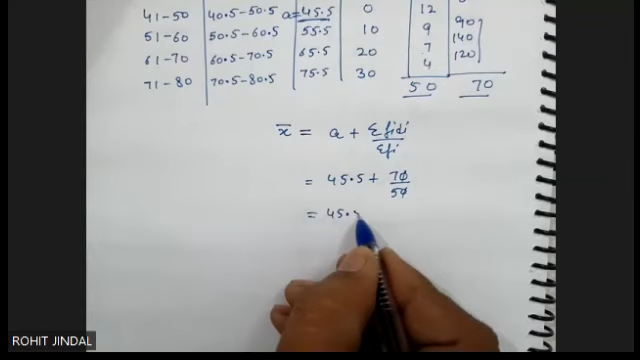 41-50 40.5-50.5 a=45.5 0 12
51-60 50.5-60.5 55.5 10 9 90
61-70 60.5-70.5 65.5 20 7 140
71-80 70.5-80.5 75.5 30 4 120
50 70
x̄ = a + Σfidi/Σfi
= 45.5 + 70/50
= 45.
ROHIT JINDAL